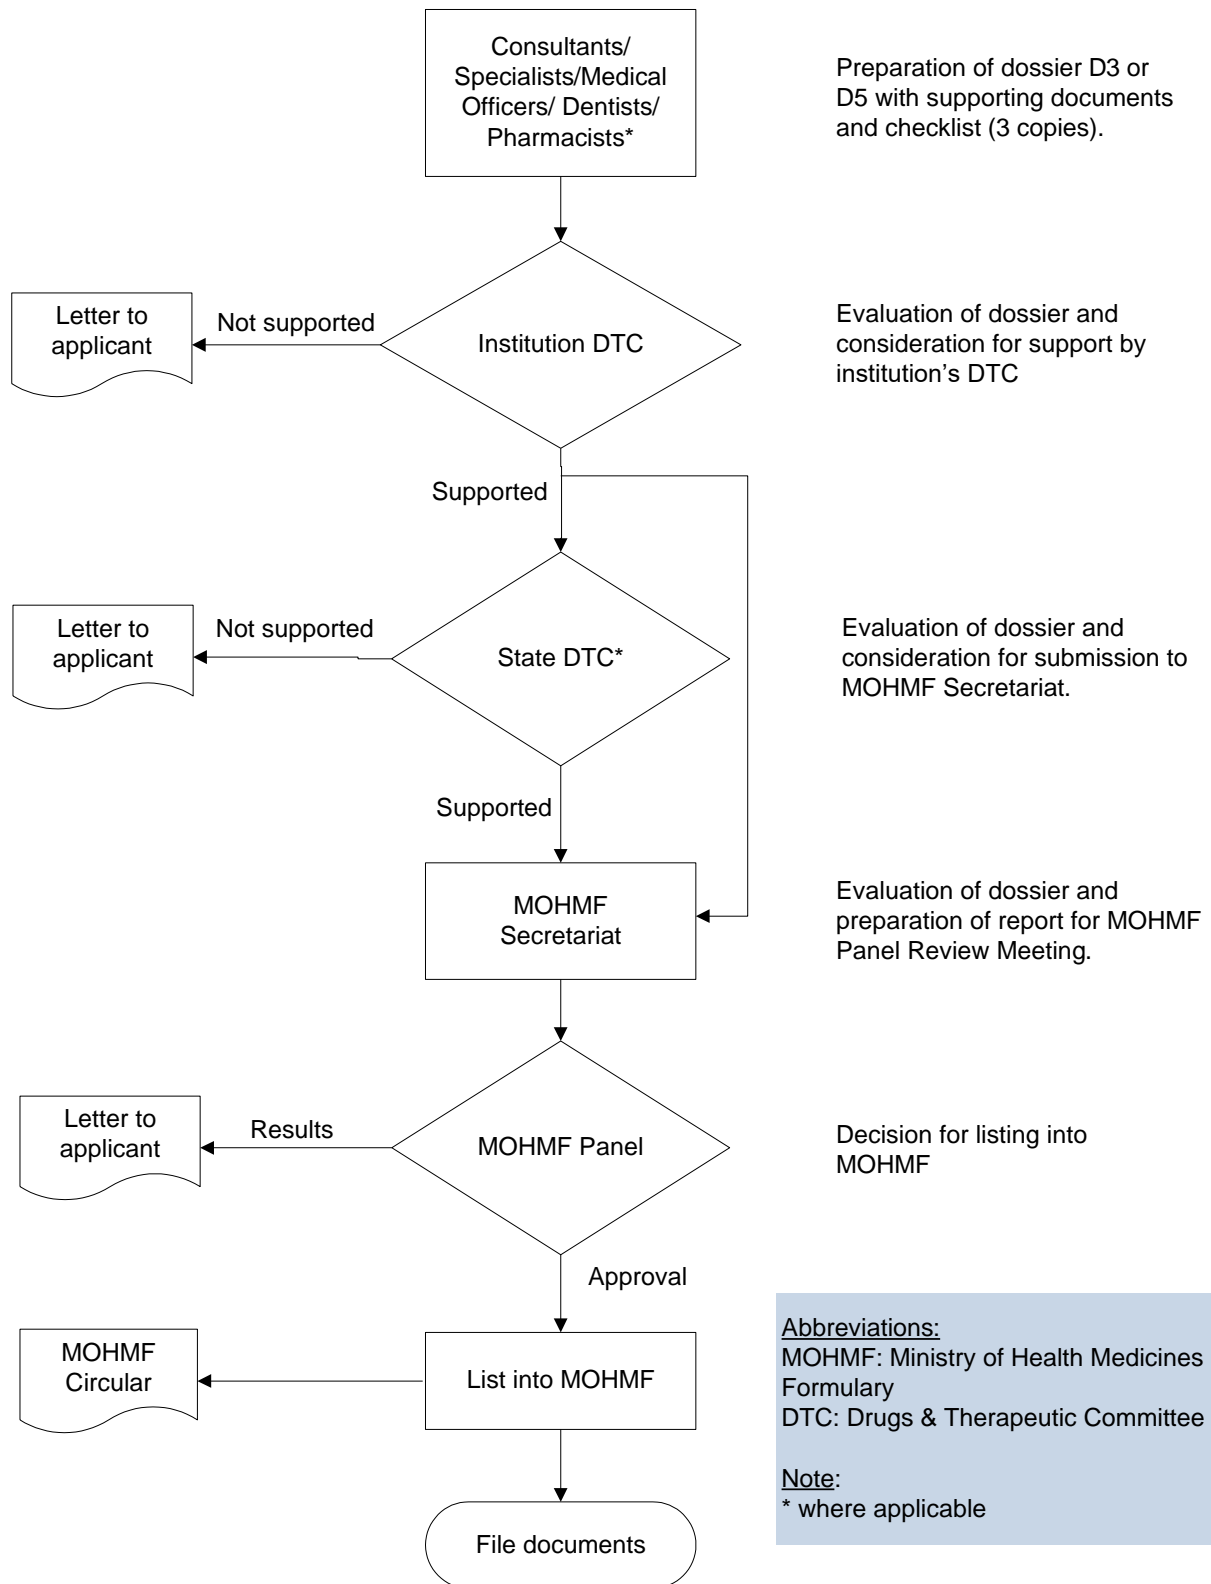 Consultants/
Specialists/Medical
Officers/ Dentists/
Pharmacists*
Preparation of dossier D3 or
D5 with supporting documents
and checklist (3 copies).
Letter to
applicant
Not supported
Institution DTC
Evaluation of dossier and
consideration for support by
institution’s DTC
Supported
Letter to
applicant
Not supported
State DTC*
Evaluation of dossier and
consideration for submission to
MOHMF Secretariat.
Supported
MOHMF
Secretariat
Evaluation of dossier and
preparation of report for MOHMF
Panel Review Meeting.
Letter to
applicant
Results
MOHMF Panel
Decision for listing into
MOHMF
Approval
MOHMF
Circular
List into MOHMF
File documents
Abbreviations:
MOHMF: Ministry of Health Medicines
Formulary
DTC: Drugs & Therapeutic Committee
Note:
* where applicable